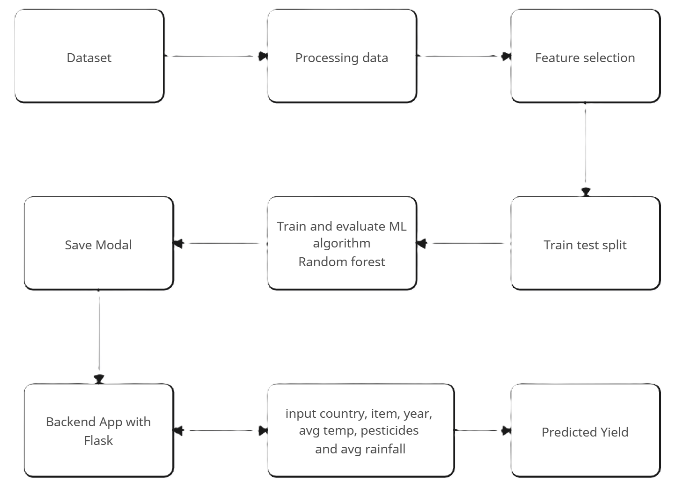 Dataset
Processing data
Feature selection
Save Modal
Train and evaluate ML
algorithm
Random forest
Train test split
Backend App with
Flask
input country, item, year,
avg temp, pesticides
and avg rainfall
Predicted Yield